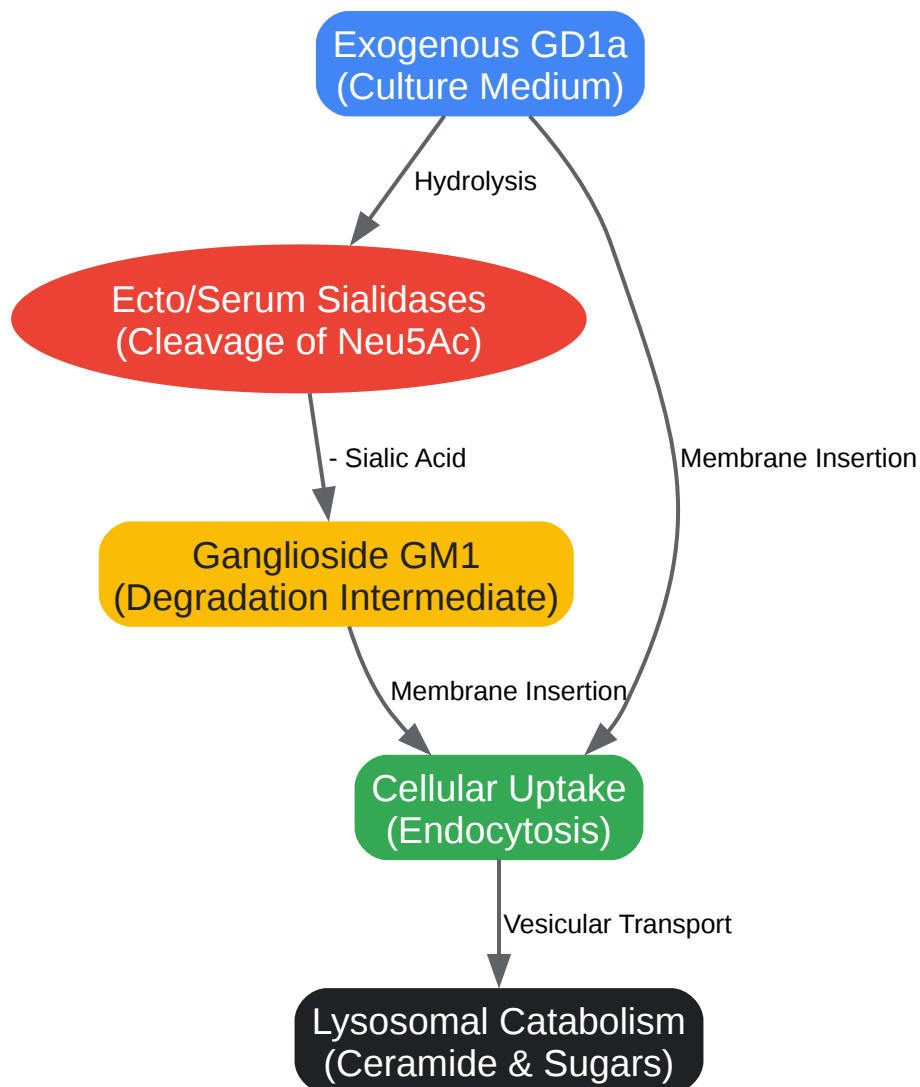 Exogenous GD1a
(Culture Medium)
Hydrolysis
Ecto/Serum Sialidases
(Cleavage of Neu5Ac)
- Sialic Acid
Membrane Insertion
Ganglioside GM1
(Degradation Intermediate)
Membrane Insertion
Cellular Uptake
(Endocytosis)
Vesicular Transport
Lysosomal Catabolism
(Ceramide & Sugars)